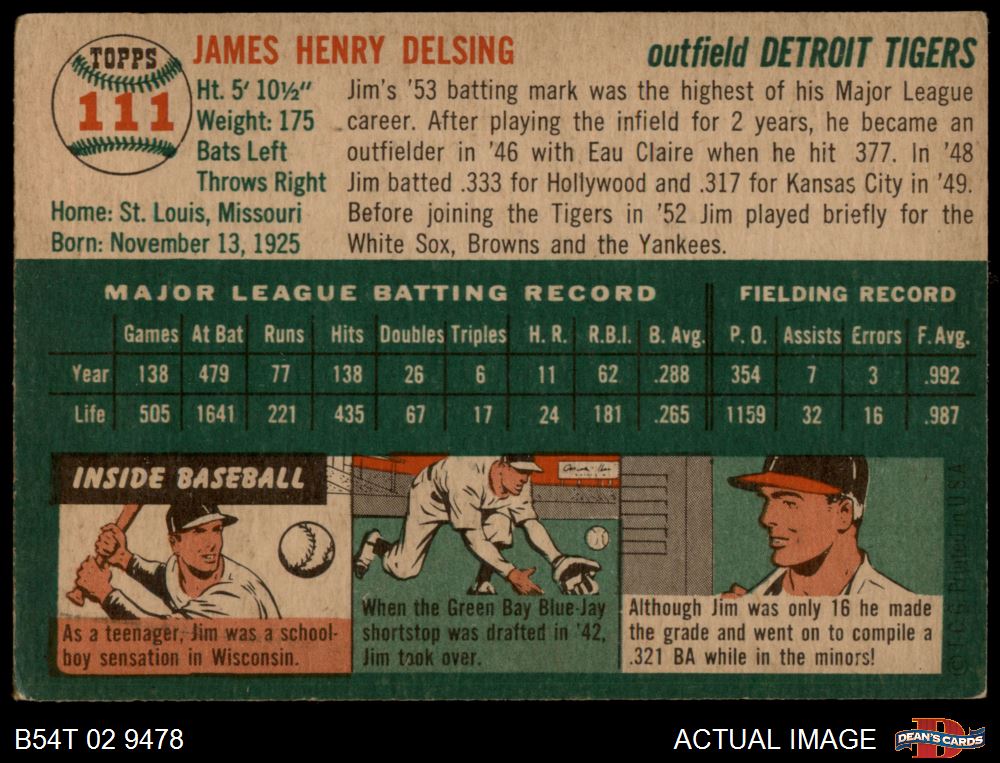 TOPPS
111
JAMES HENRY DELSING
outfield DETROIT TIGERS
Ht. 5' 10½"
Weight: 175
Bats Left
Throws Right
Home: St. Louis, Missouri
Born: November 13, 1925
Jim's '53 batting mark was the highest of his Major League
career. After playing the infield for 2 years, he became an
outfielder in '46 with Eau Claire when he hit 377. In '48
Jim batted .333 for Hollywood and .317 for Kansas City in '49.
Before joining the Tigers in '52 Jim played briefly for the
White Sox, Browns and the Yankees.
MAJOR LEAGUE BATTING RECORD FIELDING RECORD
Games At Bat Runs Hits Doubles Triples H. R. R.B.I. B. Avg. P. O. Assists Errors F. Avg.
Year 138 479 77 138 26 6 11 62 .288 354 7 3 .992
Life 505 1641 221 435 67 17 24 181 .265 1159 32 16 .987
INSIDE BASEBALL
As a teenager, Jim was a school-
boy sensation in Wisconsin.
When the Green Bay Blue Jay
shortstop was drafted in '42,
Jim took over.
Although Jim was only 16 he made
the grade and went on to compile a
.321 BA while in the minors!
© T. C. G. Printed in U.S.A.
B54T 02 9478
ACTUAL IMAGE
DEAN'S CARDS